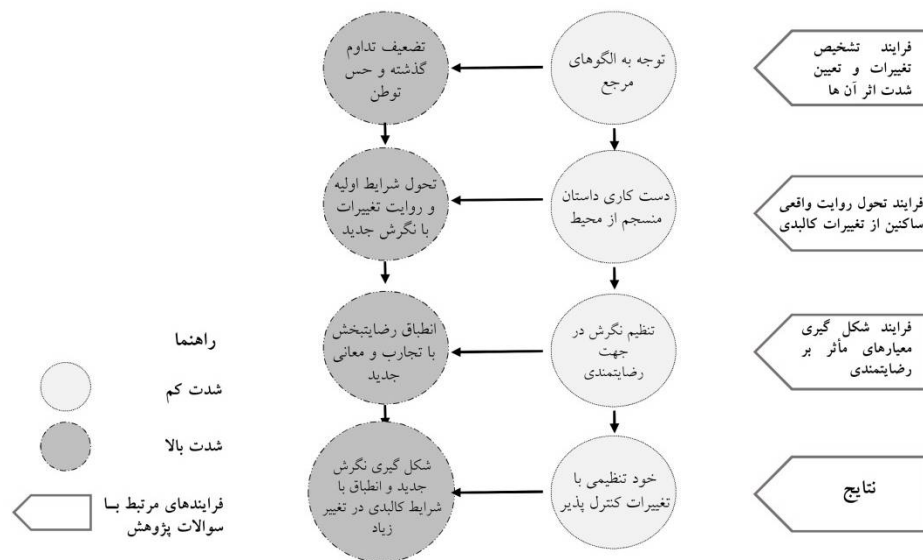 فرایند تشخیص
تغییرات و تعیین
شدت اثر آن ها
توجه به الگوهای
مرجع
تضعیف تداوم
گذشته و حس
توطن
فرایند تحول روایت واقعی
ساکنین از تغییرات کالبدی
دست کاری داستان
منسجم از محیط
تحول شرایط اولیه
و روایت تغییرات
با نگرش جدید
فرایند شکل گیری
معیارهای مأثر بر
رضایتمندی
تنظیم نگرش در
جهت
رضایتمندی
انطباق رضایتبخش
با تجارب و معانی
جدید
نتایج
خود تنظیمی با
تغییرات کنترل پذیر
شکل گیری نگرش
جدید و انطباق با
شرایط کالبدی در تغییر
زیاد
راهنما
شدت کم
شدت بالا
فرایندهای مرتبط بـا
سوالات پژوهش